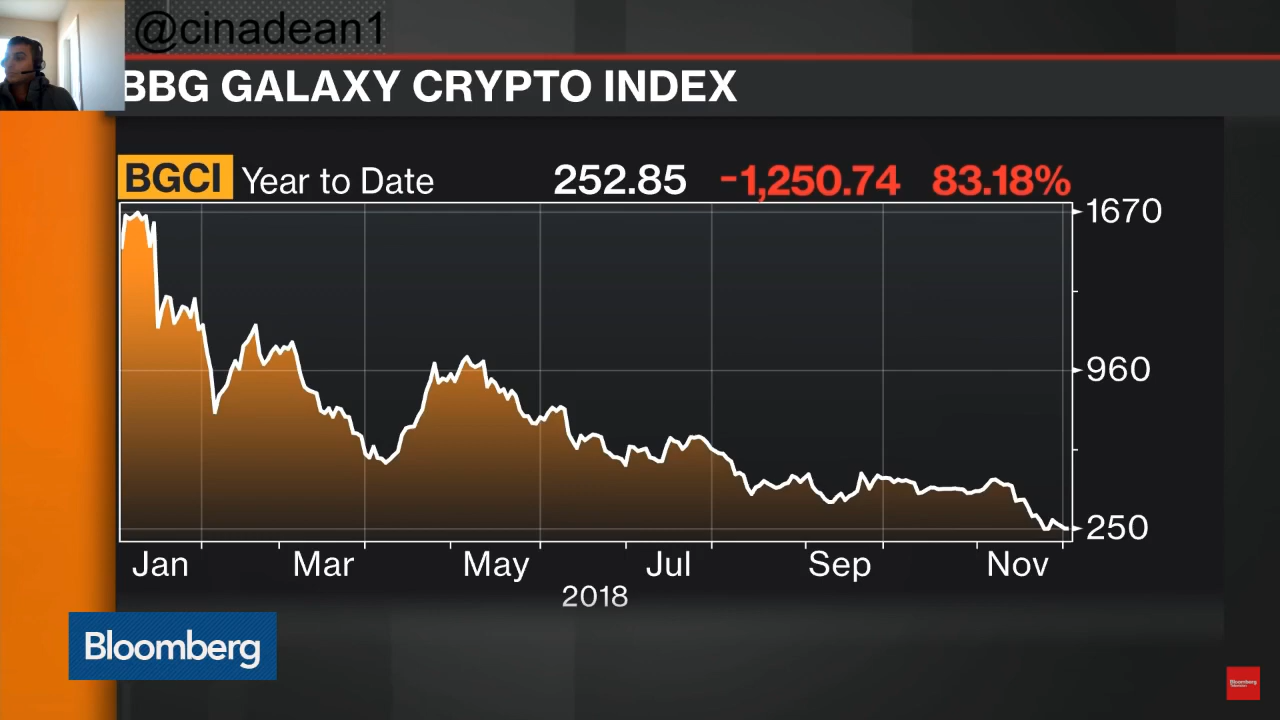 @cinadean1
BBG GALAXY CRYPTO INDEX
BGCI Year to Date 252.85 -1,250.74 83.18%
1670
960
250
Jan Mar May Jul Sep Nov
2018
Bloomberg
Bloomberg